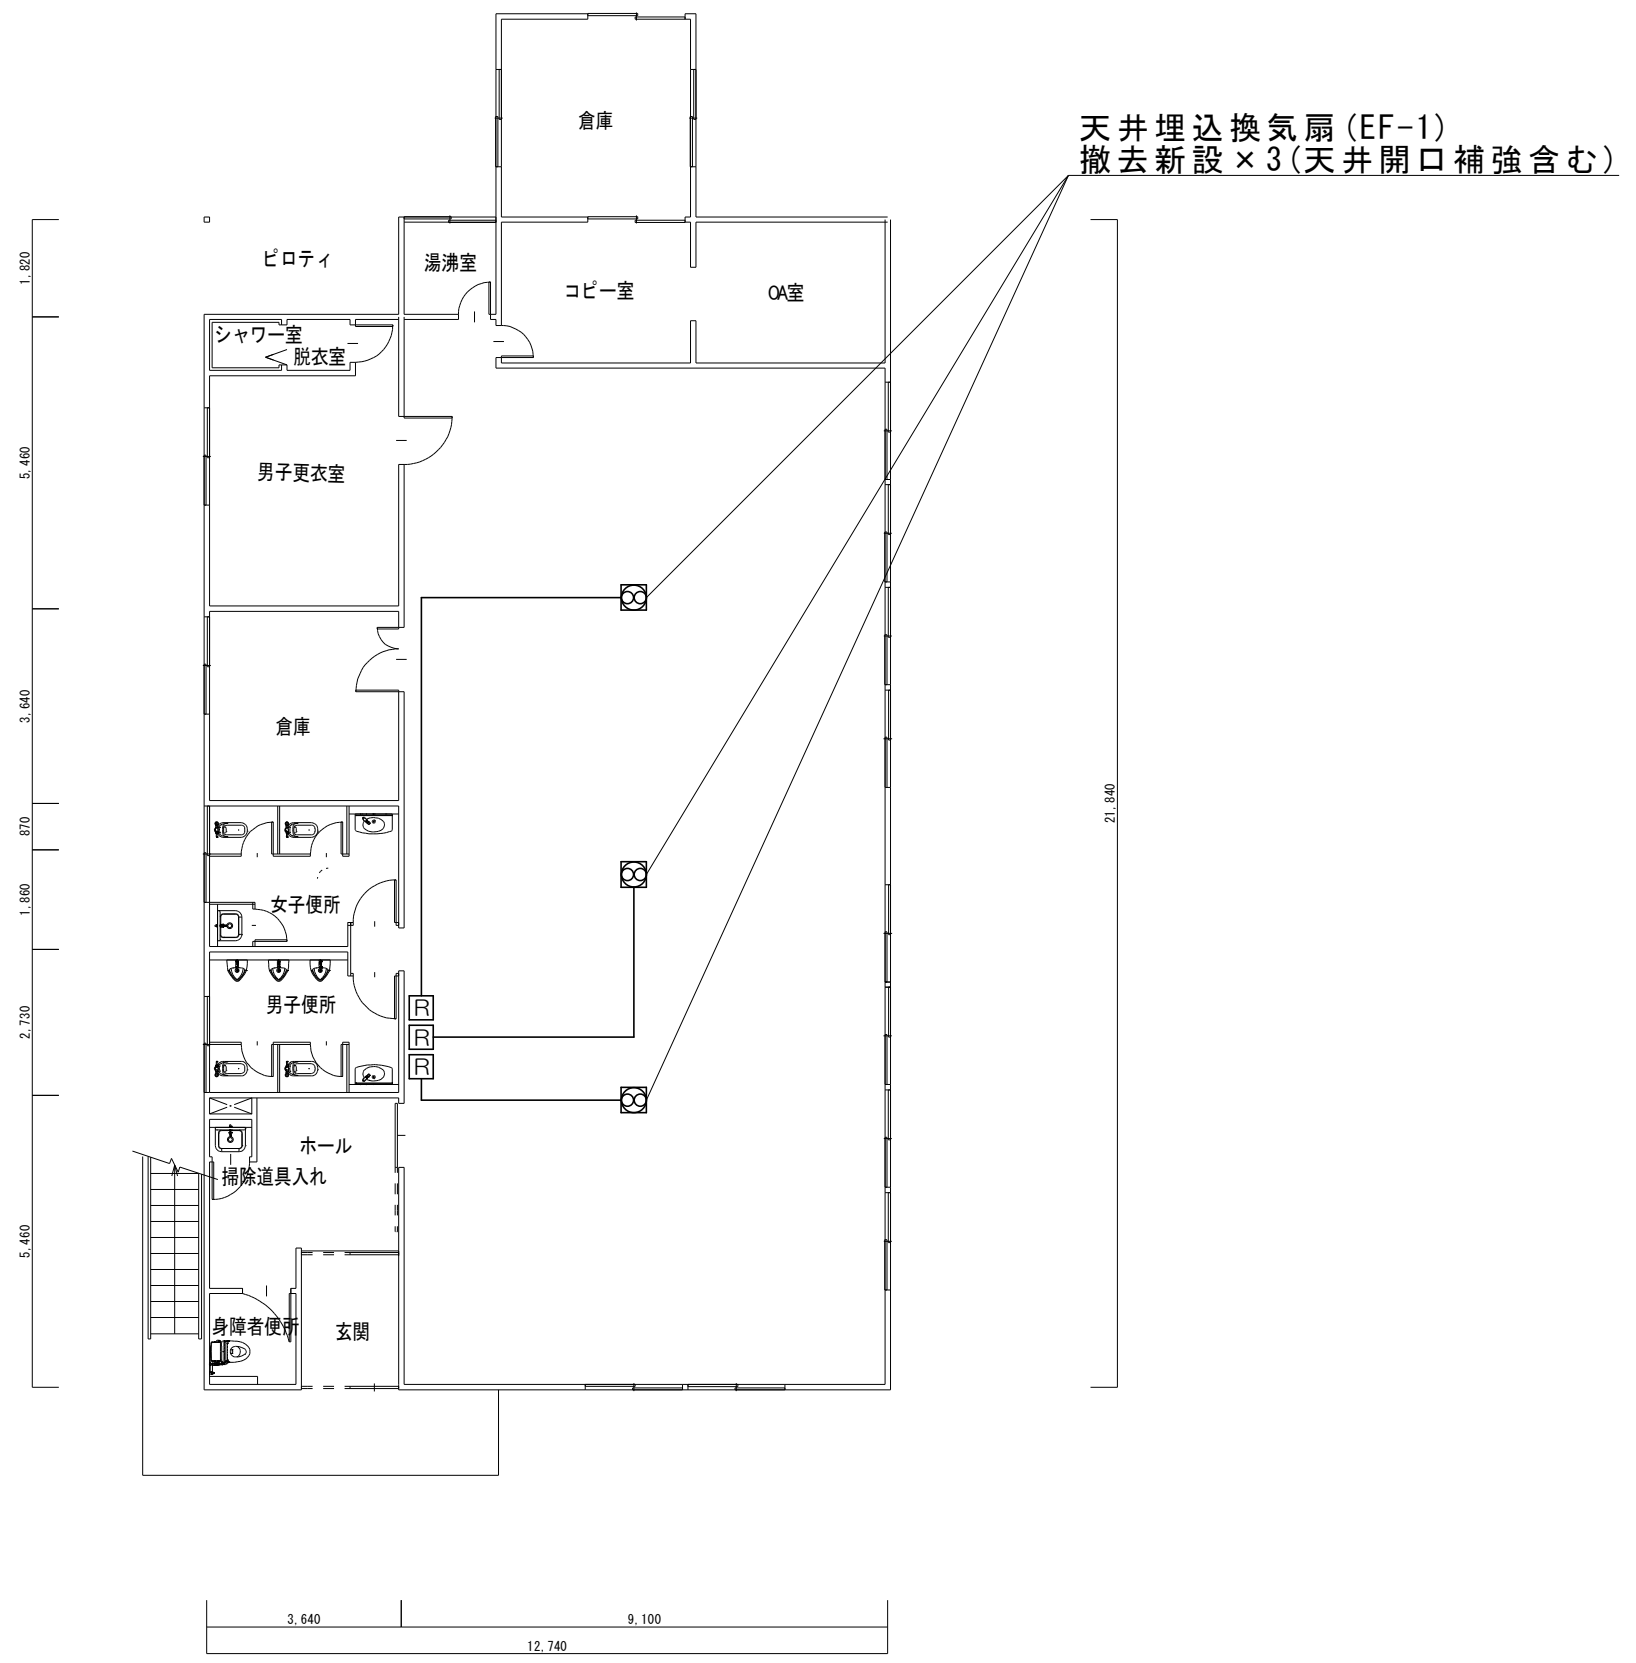 倉庫
天井埋込換気扇(EF-1)
撤去新設×3(天井開口補強含む)
ピロティ
湯沸室
コピー室
OA室
シャワー室
脱衣室
男子更衣室
倉庫
女子便所
男子便所
R
R
R
ホール
掃除道具入れ
身障者便所
玄関
1,820
5,460
3,640
870
1,860
2,730
5,460
21,840
3,640
9,100
12,740